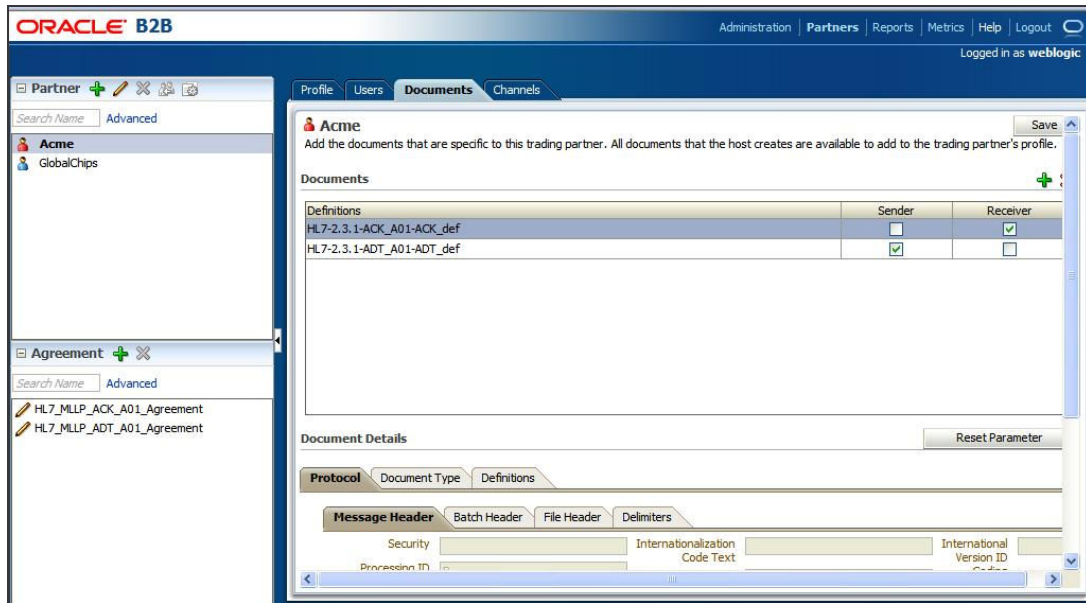 ORACLE B2B
Administration | Partners | Reports | Metrics | Help | Logout
Logged in as weblogic
Partner
Search Name Advanced
Acme
GlobalChips
Agreement
Search Name Advanced
HL7_MLLP_ACK_A01_Agreement
HL7_MLLP_ADT_A01_Agreement
Profile Users Documents Channels
Acme Save
Add the documents that are specific to this trading partner. All documents that the host creates are available to add to the trading partner's profile.
Documents
Definitions Sender Receiver
HL7-2.3.1-ACK_A01-ACK_def
HL7-2.3.1-ADT_A01-ADT_def
Document Details Reset Parameter
Protocol Document Type Definitions
Message Header Batch Header File Header Delimiters
Security Internationalization Code Text International Version ID
Processing ID Coding